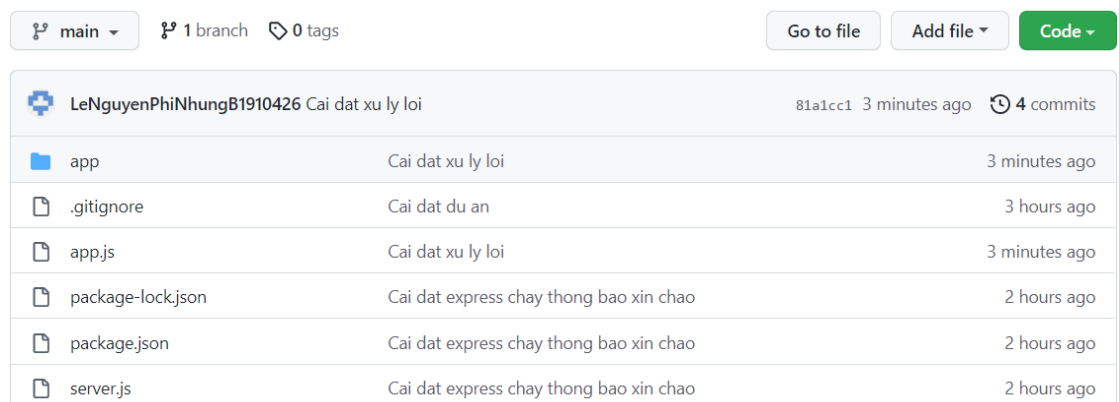 main 1 branch 0 tags Go to file Add file Code
LeNguyenPhiNhungB1910426 Cai dat xu ly loi 81a1cc1 3 minutes ago 4 commits
app Cai dat xu ly loi 3 minutes ago
.gitignore Cai dat du an 3 hours ago
app.js Cai dat xu ly loi 3 minutes ago
package-lock.json Cai dat express chay thong bao xin chao 2 hours ago
package.json Cai dat express chay thong bao xin chao 2 hours ago
server.js Cai dat express chay thong bao xin chao 2 hours ago